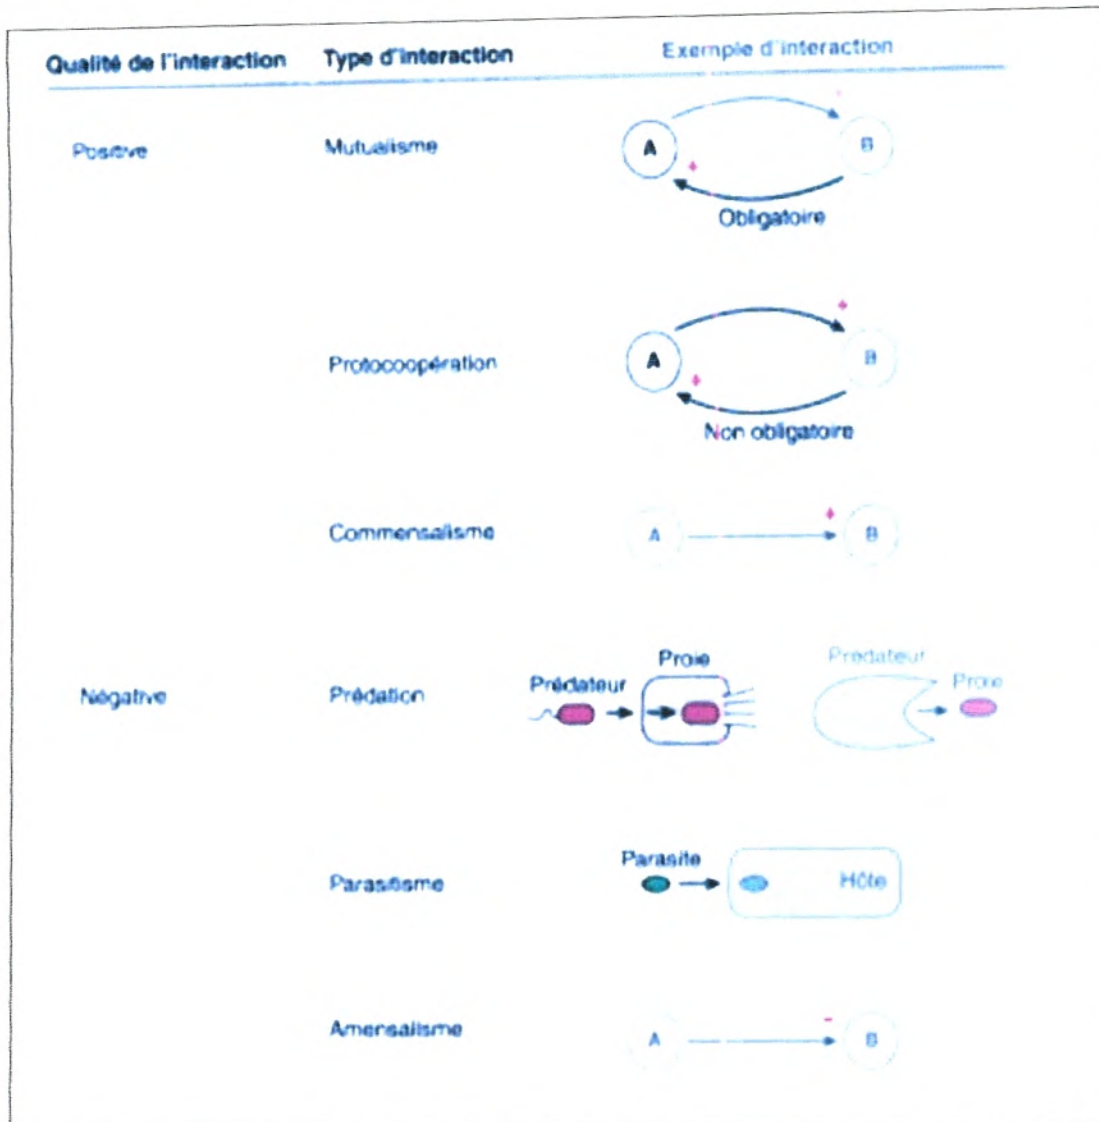 Qualité de l'interaction Type d'interaction Exemple d'interaction
Positive Mutualisme A B
+
Obligatoire
+
Protocoopération A B
+
Non obligatoire
+
Commensalisme A B
Négative Prédation Prédateur Proie Prédateur Proie
Parasite
Parasitisme Hôte
-
Amensalisme A B